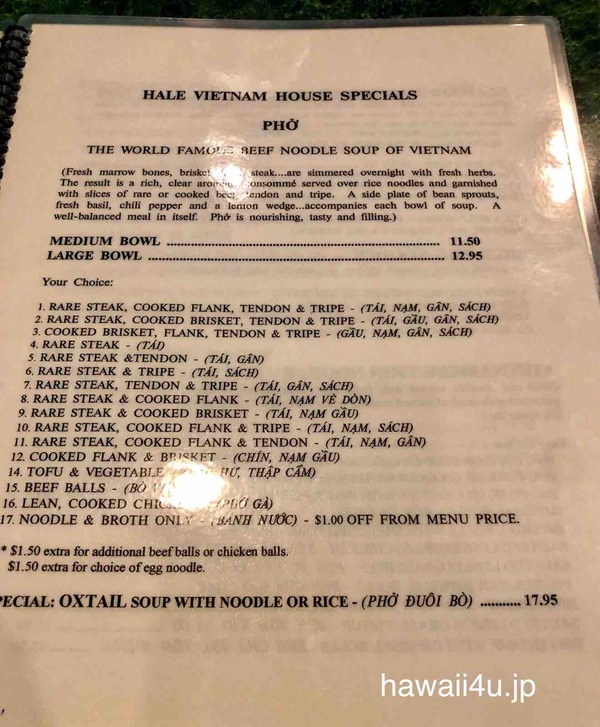 HALE VIETNAM HOUSE SPECIALS
PHỞ
THE WORLD FAMOUS BEEF NOODLE SOUP OF VIETNAM
(Fresh marrow bones, brisket steak....are simmered overnight with fresh herbs.
The result is a rich, clear consommé served over rice noodles and garnished
with slices of rare or cooked beef tendon and tripe. A side plate of bean sprouts,
fresh basil, chili pepper and a lemon wedge...accompanies each bowl of soup. A
well-balanced meal in itself. Phở is nourishing, tasty and filling.)
MEDIUM BOWL ........ 11.50
LARGE BOWL ........ 12.95
Your Choice:
1. RARE STEAK, COOKED FLANK, TENDON & TRIPE - (TÁI, NẠM, GÂN, SÁCH)
2. RARE STEAK, COOKED BRISKET, TENDON & TRIPE - (TÁI, GẦU, GÂN, SÁCH)
3. COOKED BRISKET, FLANK, TENDON & TRIPE - (GẦU, NẠM, GÂN, SÁCH)
4. RARE STEAK - (TÁI)
5. RARE STEAK &TENDON - (TÁI, GÂN)
6. RARE STEAK & TRIPE - (TÁI, SÁCH)
7. RARE STEAK, TENDON & TRIPE - (TÁI, GÂN, SÁCH)
8. RARE STEAK & COOKED FLANK - (TÁI, NẠM VÈ DÒN)
9. RARE STEAK & COOKED BRISKET - (TÁI, NẠM GẦU)
10. RARE STEAK, COOKED FLANK & TRIPE - (TÁI, NẠM, SÁCH)
11. RARE STEAK, COOKED FLANK & TENDON - (TÁI, NẠM, GÂN)
12. COOKED FLANK & BRISKET - (CHÍN, NẠM GẦU)
14. TOFU & VEGETABLE THẬP CẨM)
15. BEEF BALLS - (BÒ
16. LEAN, COOKED (PHỞ GÀ)
17. NOODLE & BROTH ONLY - (BÁNH NƯỚC) - $1.00 OFF FROM MENU PRICE.
* $1.50 extra for additional beef balls or chicken balls.
$1.50 extra for choice of egg noodle.
PECIAL: OXTAIL SOUP WITH NOODLE OR RICE - (PHỞ ĐUÔI BÒ) ........... 17.95
hawaii4u.jp